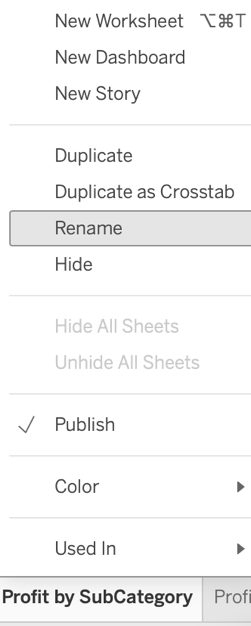 New Worksheet ⌥⌘T
New Dashboard
New Story
Duplicate
Duplicate as Crosstab
Rename
Hide
Hide All Sheets
Unhide All Sheets
Publish
Color
Used In
Profit by SubCategory Profi